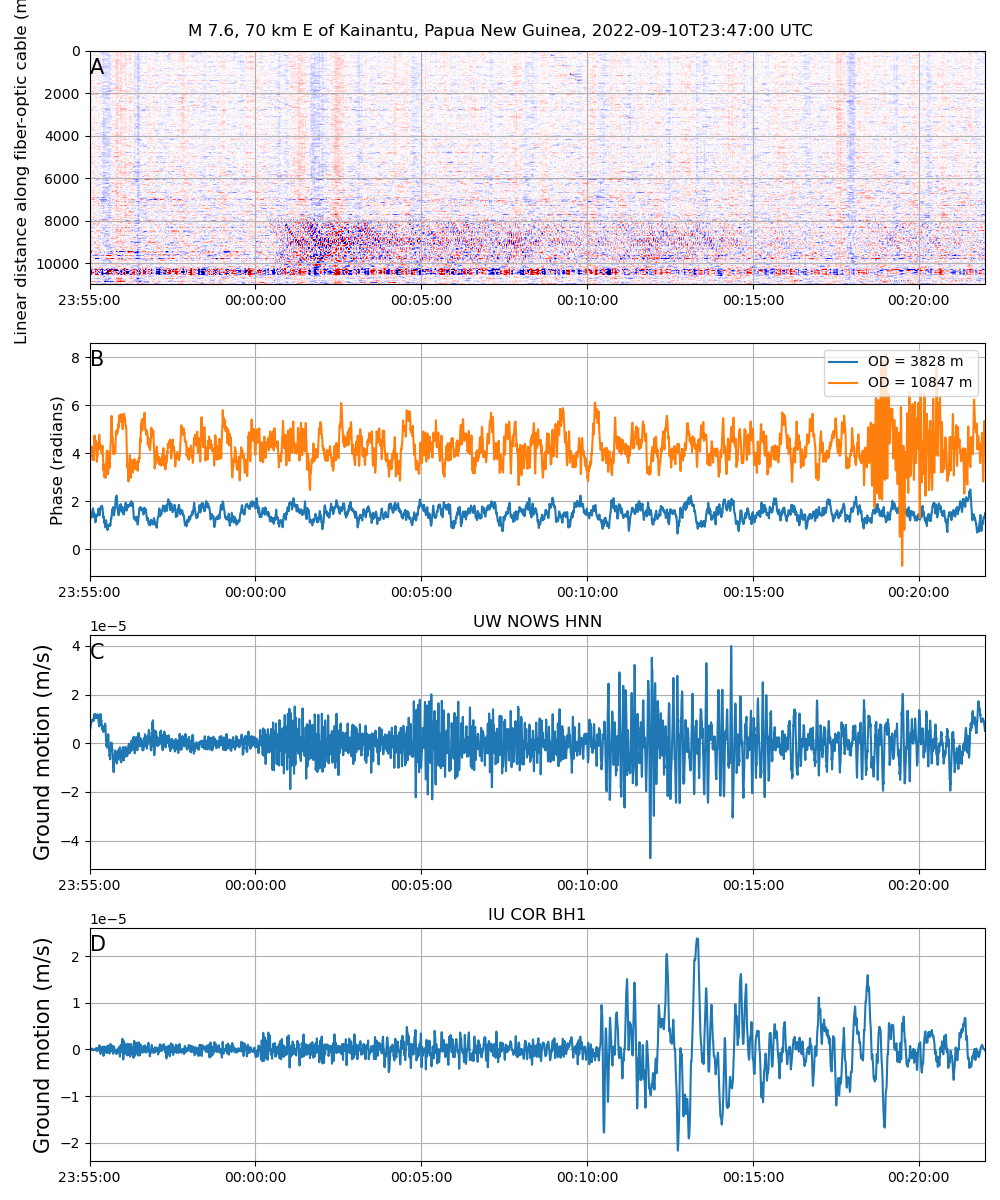 M 7.6, 70 km E of Kainantu, Papua New Guinea, 2022-09-10T23:47:00 UTC
Linear distance along fiber-optic cable (m
A
0
2000
4000
6000
8000
10000
23:55:00 00:00:00 00:05:00 00:10:00 00:15:00 00:20:00
Phase (radians)
B
8
6
4
2
0
OD = 3828 m
OD = 10847 m
23:55:00 00:00:00 00:05:00 00:10:00 00:15:00 00:20:00
UW NOWS HNN
1e−5
Ground motion (m/s)
C
4
2
0
−2
−4
23:55:00 00:00:00 00:05:00 00:10:00 00:15:00 00:20:00
IU COR BH1
1e−5
Ground motion (m/s)
D
2
1
0
−1
−2
23:55:00 00:00:00 00:05:00 00:10:00 00:15:00 00:20:00